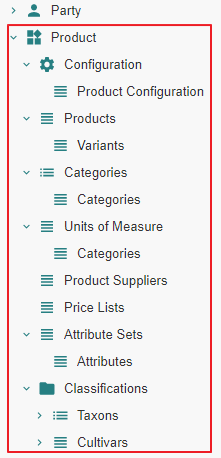 Party
Product
Configuration
Product Configuration
Products
Variants
Categories
Categories
Units of Measure
Categories
Product Suppliers
Price Lists
Attribute Sets
Attributes
Classifications
Taxons
Cultivars